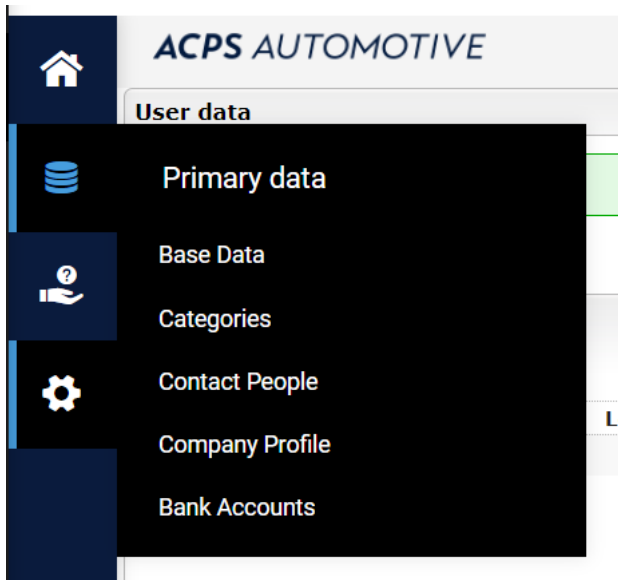 ACPS AUTOMOTIVE
User data
Primary data
?
Base Data
Categories
Contact People
Company Profile
L
Bank Accounts